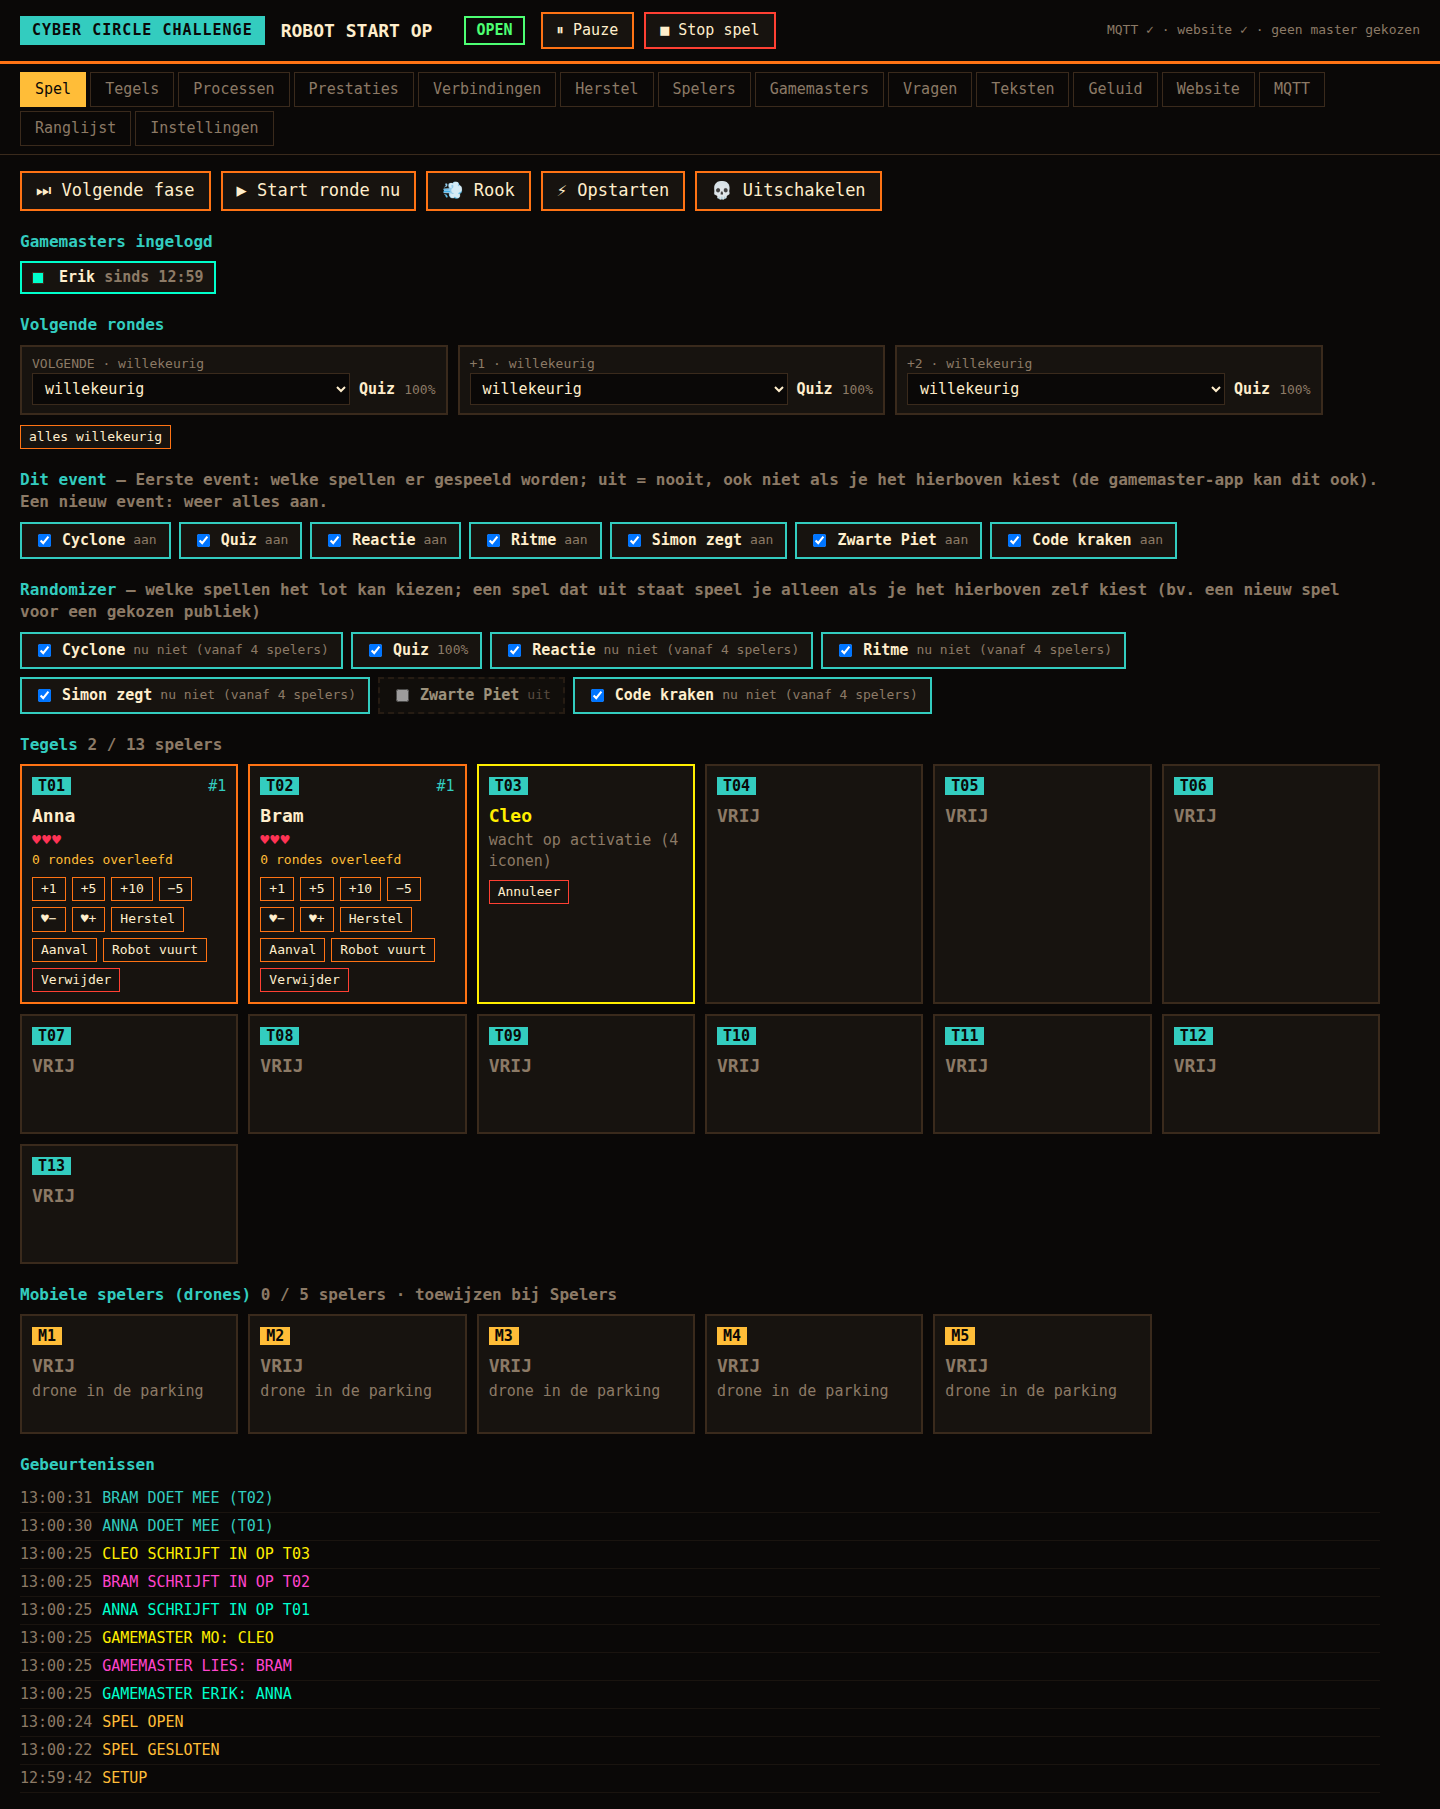 CYBER CIRCLE CHALLENGE ROBOT START OP OPEN ⏸ Pauze ■ Stop spel MQTT ✓ · website ✓ · geen master gekozen
Spel Tegels Processen Prestaties Verbindingen Herstel Spelers Gamemasters Vragen Teksten Geluid Website MQTT
Ranglijst Instellingen
⏭ Volgende fase ▶ Start ronde nu 💨 Rook ⚡ Opstarten 💀 Uitschakelen
Gamemasters ingelogd
Erik sinds 12:59
Volgende rondes
VOLGENDE · willekeurig +1 · willekeurig +2 · willekeurig
willekeurig Quiz 100% willekeurig Quiz 100% willekeurig Quiz 100%
alles willekeurig
Dit event — Eerste event: welke spellen er gespeeld worden; uit = nooit, ook niet als je het hierboven kiest (de gamemaster-app kan dit ook).
Een nieuw event: weer alles aan.
Cyclone aan Quiz aan Reactie aan Ritme aan Simon zegt aan Zwarte Piet aan Code kraken aan
Randomizer — welke spellen het lot kan kiezen; een spel dat uit staat speel je alleen als je het hierboven zelf kiest (bv. een nieuw spel
voor een gekozen publiek)
Cyclone nu niet (vanaf 4 spelers) Quiz 100% Reactie nu niet (vanaf 4 spelers) Ritme nu niet (vanaf 4 spelers)
Simon zegt nu niet (vanaf 4 spelers) Zwarte Piet uit Code kraken nu niet (vanaf 4 spelers)
Tegels 2 / 13 spelers
T01 #1 T02 #1 T03 T04 T05 T06
Anna Bram Cleo VRIJ VRIJ VRIJ
♥♥♥ ♥♥♥ wacht op activatie (4
0 rondes overleefd 0 rondes overleefd iconen)
+1 +5 +10 −5 +1 +5 +10 −5 Annuleer
♥− ♥+ Herstel ♥− ♥+ Herstel
Aanval Robot vuurt Aanval Robot vuurt
Verwijder Verwijder
T07 T08 T09 T10 T11 T12
VRIJ VRIJ VRIJ VRIJ VRIJ VRIJ
T13
VRIJ
Mobiele spelers (drones) 0 / 5 spelers · toewijzen bij Spelers
M1 M2 M3 M4 M5
VRIJ VRIJ VRIJ VRIJ VRIJ
drone in de parking drone in de parking drone in de parking drone in de parking drone in de parking
Gebeurtenissen
13:00:31 BRAM DOET MEE (T02)
13:00:30 ANNA DOET MEE (T01)
13:00:25 CLEO SCHRIJFT IN OP T03
13:00:25 BRAM SCHRIJFT IN OP T02
13:00:25 ANNA SCHRIJFT IN OP T01
13:00:25 GAMEMASTER MO: CLEO
13:00:25 GAMEMASTER LIES: BRAM
13:00:25 GAMEMASTER ERIK: ANNA
13:00:24 SPEL OPEN
13:00:22 SPEL GESLOTEN
12:59:42 SETUP